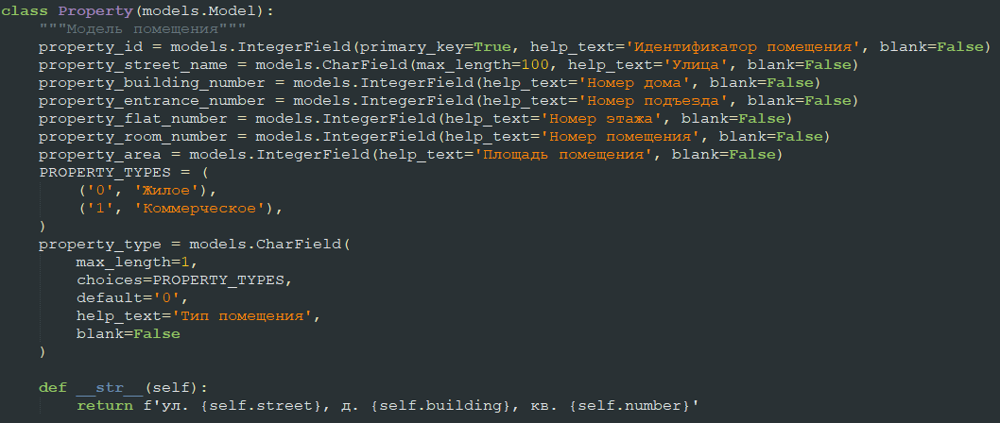 class Property(models.Model):
    """Модель помещения"""
    property_id = models.IntegerField(primary_key=True, help_text='Идентификатор помещения', blank=False)
    property_street_name = models.CharField(max_length=100, help_text='Улица', blank=False)
    property_building_number = models.IntegerField(help_text='Номер дома', blank=False)
    property_entrance_number = models.IntegerField(help_text='Номер подъезда', blank=False)
    property_flat_number = models.IntegerField(help_text='Номер этажа', blank=False)
    property_room_number = models.IntegerField(help_text='Номер помещения', blank=False)
    property_area = models.IntegerField(help_text='Площадь помещения', blank=False)
    PROPERTY_TYPES = (
        ('0', 'Жилое'),
        ('1', 'Коммерческое'),
    )
    property_type = models.CharField(
        max_length=1,
        choices=PROPERTY_TYPES,
        default='0',
        help_text='Тип помещения',
        blank=False
    )
    def __str__(self):
        return f'ул. {self.street}, д. {self.building}, кв. {self.number}'